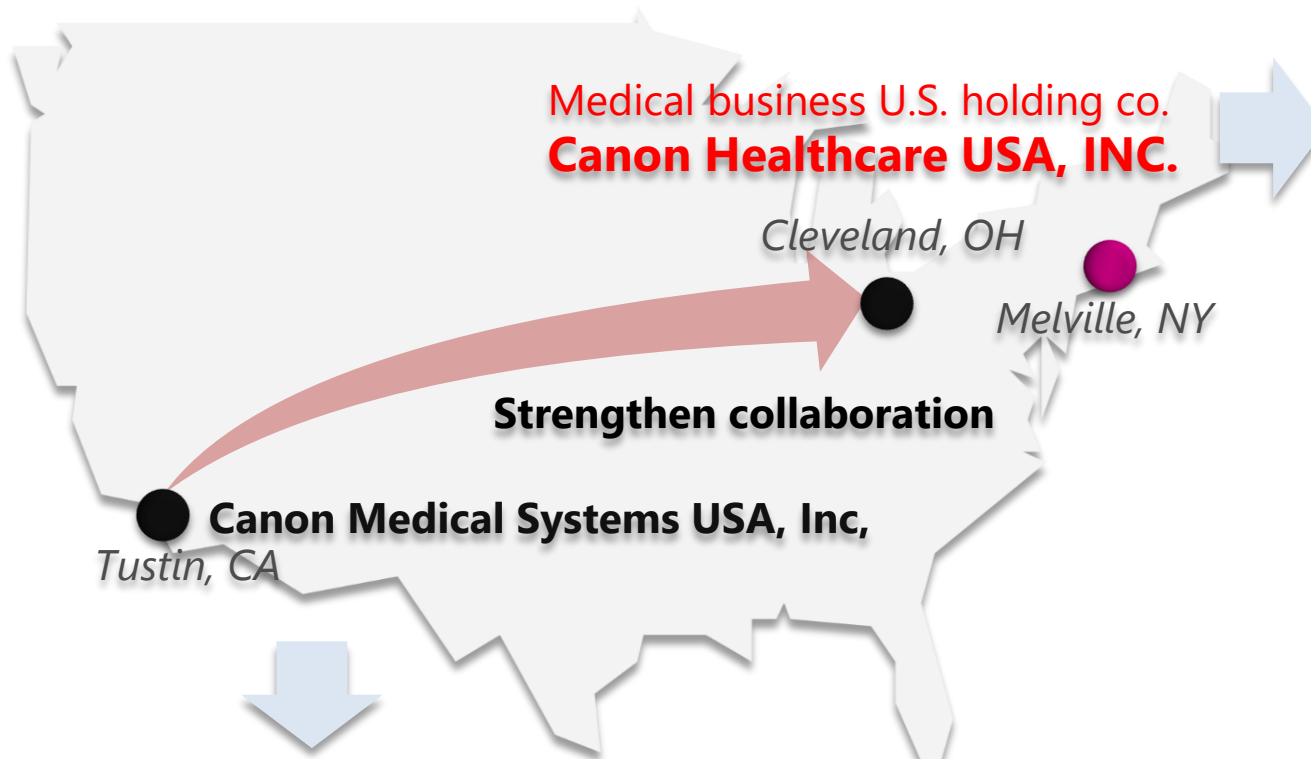 Medical business U.S. holding co.
Canon Healthcare USA, INC.
Cleveland, OH
Melville, NY
Strengthen collaboration
Canon Medical Systems USA, Inc,
Tustin, CA